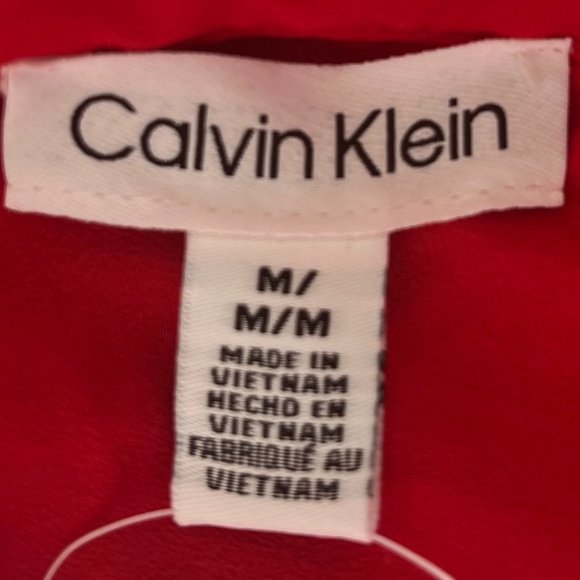 Calvin Klein
M/
M/M
MADE IN
VIETNAM
HECHO EN
VIETNAM
FABRIQUÉ AU
VIETNAM